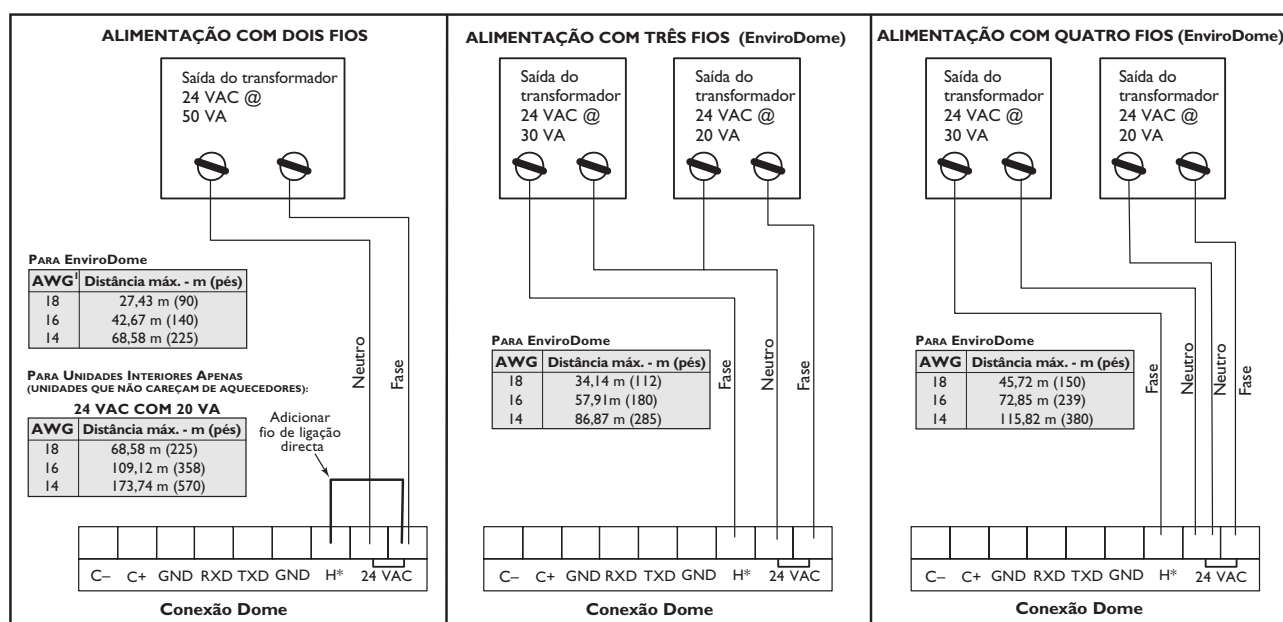 ALIMENTAÇÃO COM DOIS FIOS
Saída do transformador
24 VAC @
50 VA
PARA EnviroDome
AWG¹ Distância máx. - m (pés)
18 27,43 m (90)
16 42,67 m (140)
14 68,58 m (225)
PARA UNIDADES INTERIORES APENAS
(UNIDADES QUE NÃO CAREÇAM DE AQUECEDORES):
24 VAC COM 20 VA
AWG Distância máx. - m (pés)
18 68,58 m (225)
16 109,12 m (358)
14 173,74 m (570)
Adicionar
fio de ligação
directa
Neutro
Fase
C– C+ GND RXD TXD GND H* 24 VAC
Conexão Dome
ALIMENTAÇÃO COM TRÊS FIOS (EnviroDome)
Saída do
transformador
24 VAC @
30 VA
Saída do
transformador
24 VAC @
20 VA
PARA EnviroDome
AWG Distância máx. - m (pés)
18 34,14 m (112)
16 57,91m (180)
14 86,87 m (285)
Fase
Neutro
Fase
C– C+ GND RXD TXD GND H* 24 VAC
Conexão Dome
ALIMENTAÇÃO COM QUATRO FIOS (EnviroDome)
Saída do
transformador
24 VAC @
30 VA
Saída do
transformador
24 VAC @
20 VA
PARA EnviroDome
AWG Distância máx. - m (pés)
18 45,72 m (150)
16 72,85 m (239)
14 115,82 m (380)
Fase
Neutro
Neutro
Fase
C– C+ GND RXD TXD GND H* 24 VAC
Conexão Dome